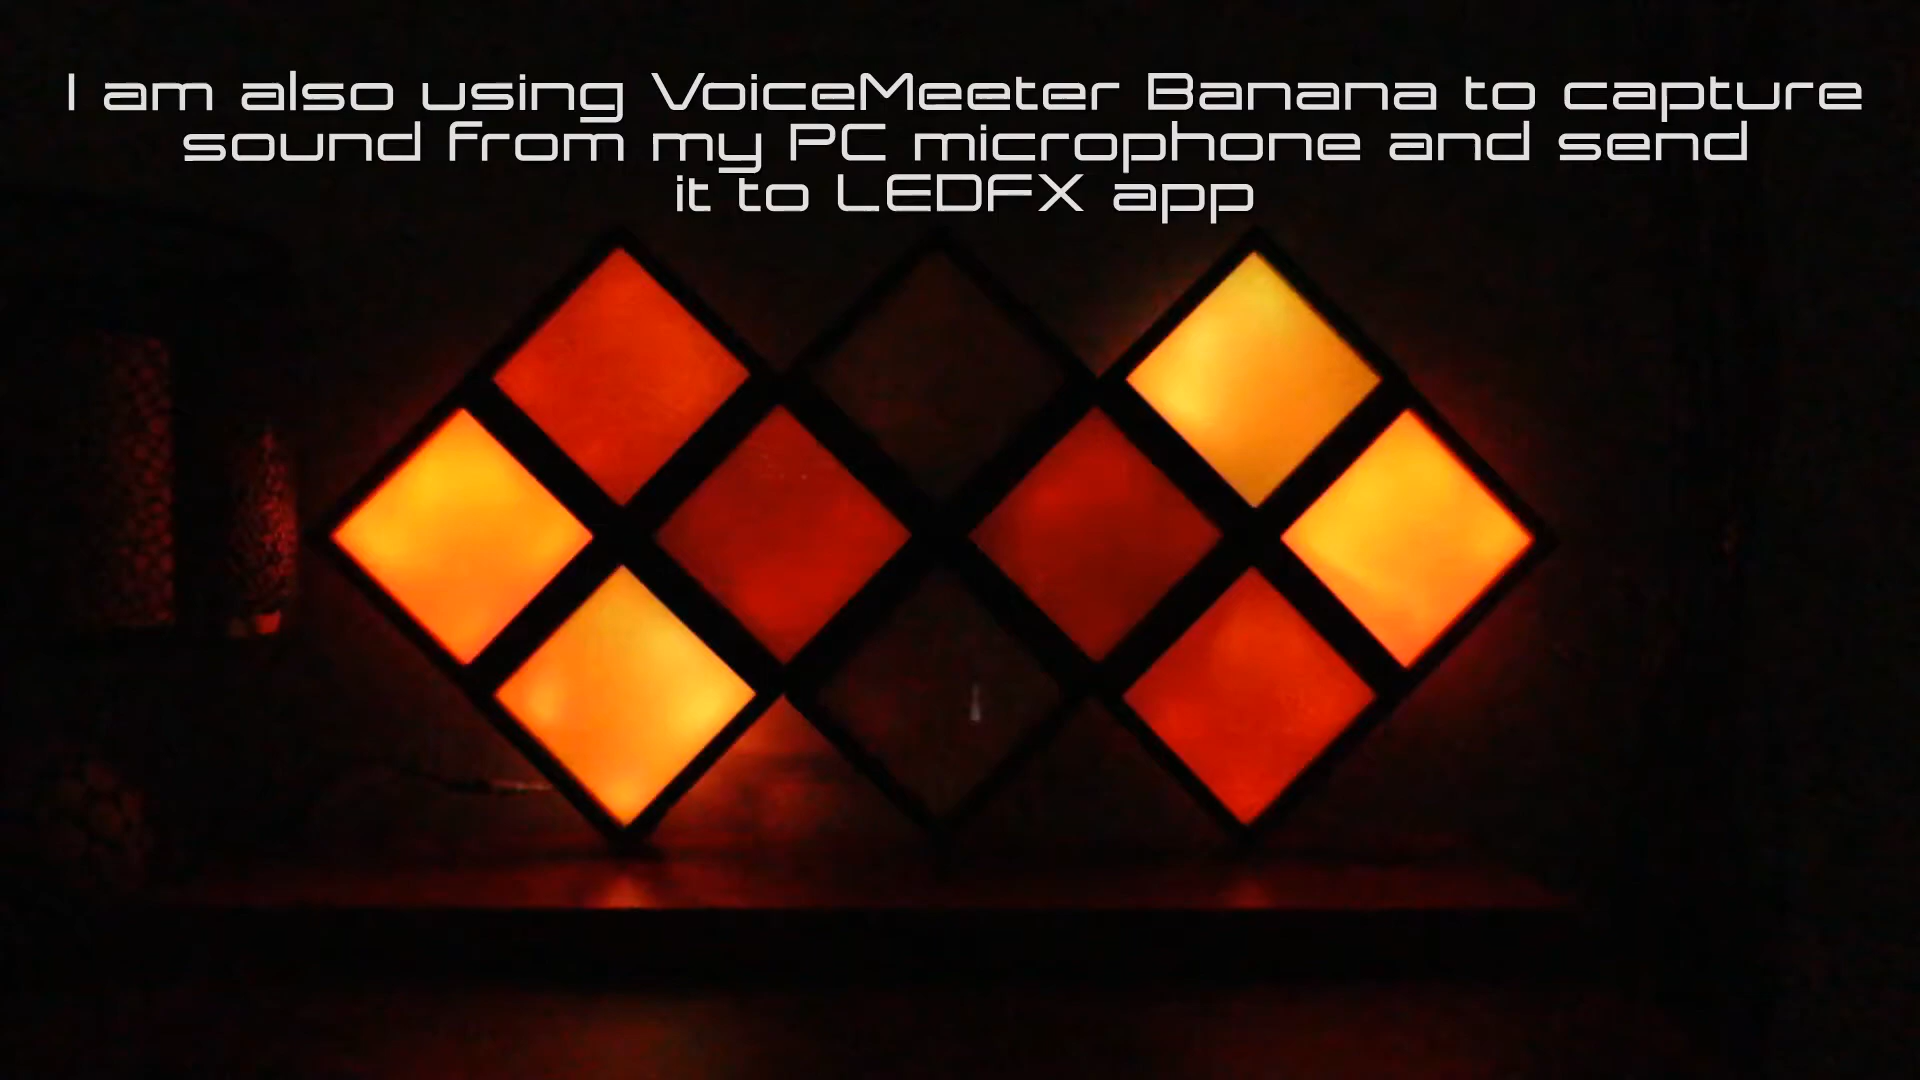 I am also using VoiceMeeter Banana to capture
sound from my PC microphone and send
it to LEDFX app